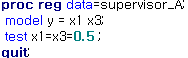 proc reg data=supervisor_A
model y = x1 x3;
test x1=x3=0.5 ;
quit;